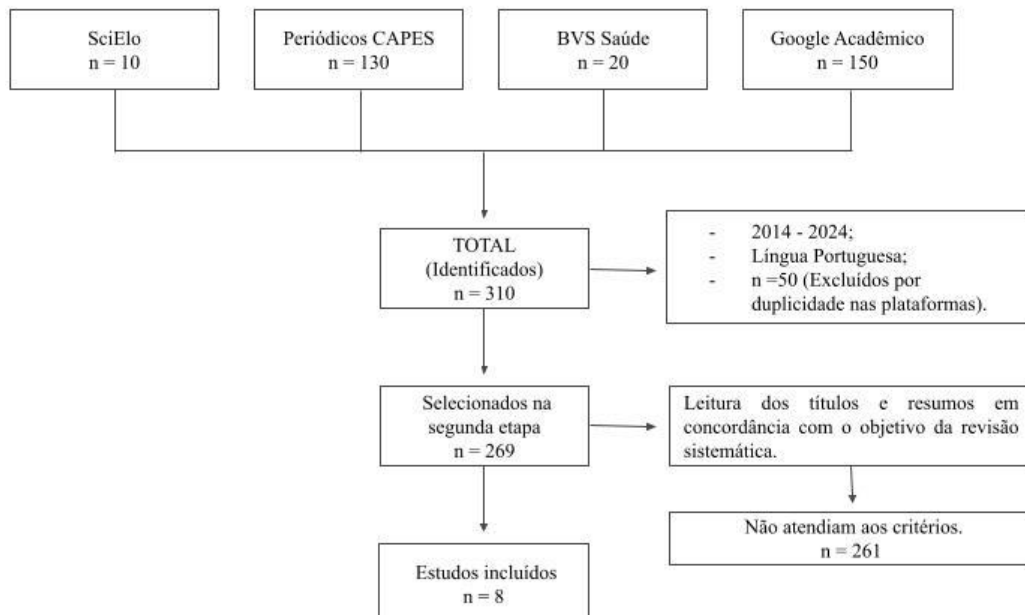 SciElo
n = 10
Periódicos CAPES
n = 130
BVS Saúde
n = 20
Google Acadêmico
n = 150
TOTAL
(Identificados)
n = 310
- 2014 - 2024;
- Língua Portuguesa;
- n =50 (Excluídos por
duplicidade nas plataformas).
Selecionados na
segunda etapa
n = 269
Leitura dos títulos e resumos em
concordância com o objetivo da revisão
sistemática.
Não atendiam aos critérios.
n = 261
Estudos incluídos
n = 8